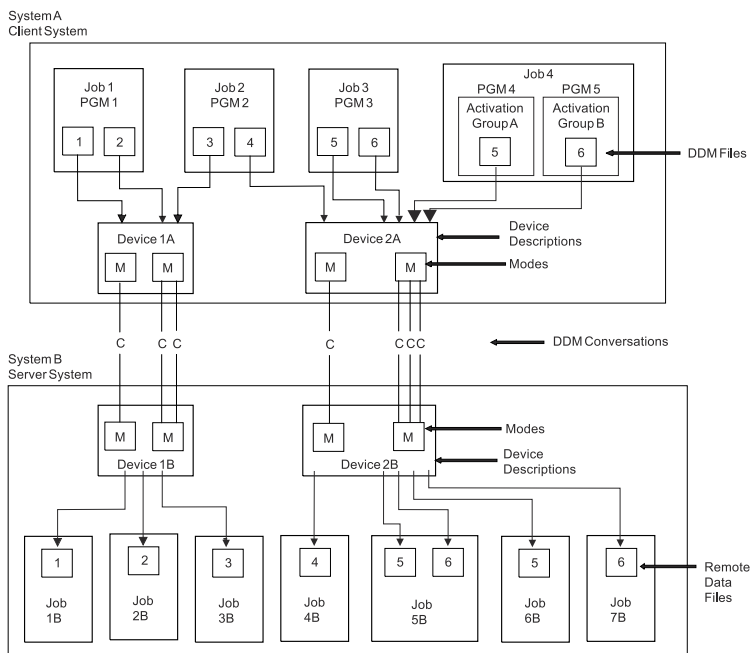 System A
Client System
Job 1
PGM 1
Job 2
PGM 2
Job 3
PGM 3
Job 4
PGM 4
PGM 5
Activation
Group A
Activation
Group B
1
2
3
4
5
6
5
6
DDM Files
Device 1A
Device 2A
Device
Descriptions
M
M
M
M
Modes
C
C
C
C
C
C
C
DDM Conversations
System B
Server System
M
M
M
M
Modes
Device 1B
Device 2B
Device
Descriptions
1
2
3
4
5
6
5
6
Remote
Data
Files
Job
1B
Job
2B
Job
3B
Job
4B
Job
5B
Job
6B
Job
7B